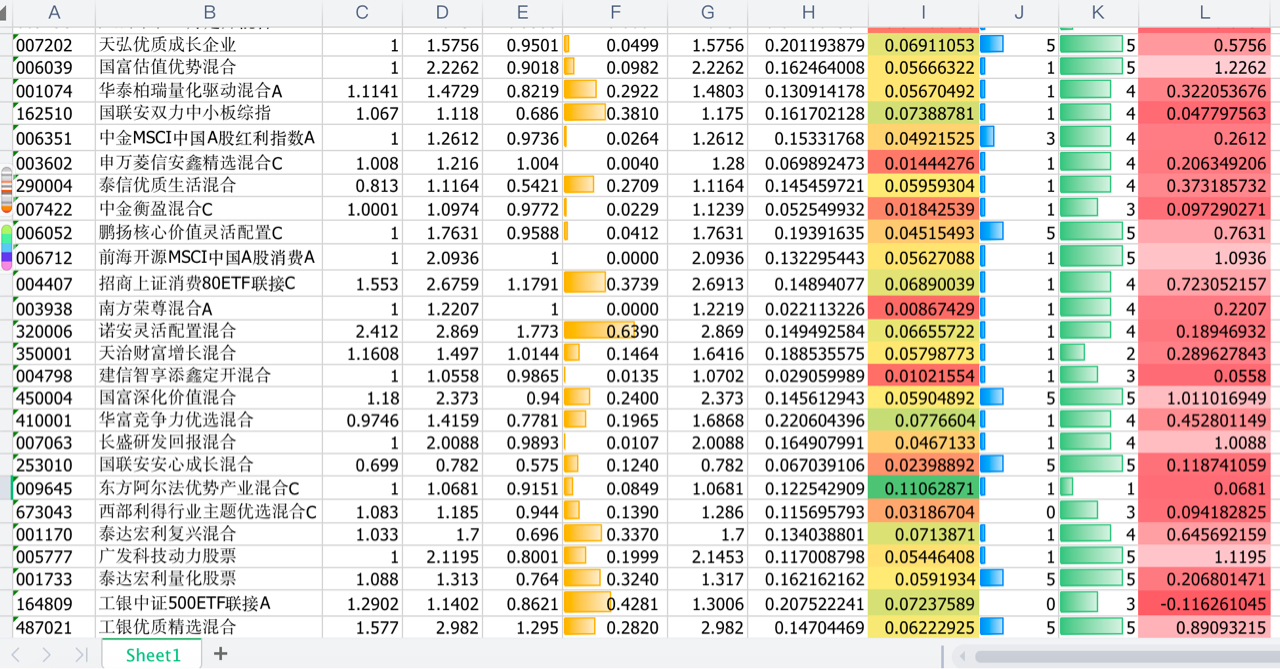 A B C D E F G H I J K L
007202 天弘优质成长企业 1 1.5756 0.9501 0.0499 1.5756 0.201193879 0.06911053 5 5 0.5756
006039 国富估值优势混合 1 2.2262 0.9018 0.0982 2.2262 0.162464008 0.05666322 1 5 1.2262
001074 华泰柏瑞量化驱动混合A 1.1141 1.4729 0.8219 0.2922 1.4803 0.130914178 0.05670492 1 4 0.322053676
162510 国联安双力中小板综指 1.067 1.118 0.686 0.3810 1.175 0.161702128 0.07388781 1 4 0.047797563
006351 中金MSCI中国A股红利指数A 1 1.2612 0.9736 0.0264 1.2612 0.15331768 0.04921525 3 4 0.2612
003602 申万菱信安鑫精选混合C 1.008 1.216 1.004 0.0040 1.28 0.069892473 0.01444276 1 4 0.206349206
290004 泰信优质生活混合 0.813 1.1164 0.5421 0.2709 1.1164 0.145459721 0.05959304 1 4 0.373185732
007422 中金衡盈混合C 1.0001 1.0974 0.9772 0.0229 1.1239 0.052549932 0.01842539 1 3 0.097290271
006052 鹏扬核心价值灵活配置C 1 1.7631 0.9588 0.0412 1.7631 0.19391635 0.04515493 5 5 0.7631
006712 前海开源MSCI中国A股消费A 1 2.0936 1 0.0000 2.0936 0.132295443 0.05627088 1 5 1.0936
004407 招商上证消费80ETF联接C 1.553 2.6759 1.1791 0.3739 2.6913 0.14894077 0.06890039 1 4 0.723052157
003938 南方荣尊混合A 1 1.2207 1 0.0000 1.2219 0.022113226 0.00867429 1 4 0.2207
320006 诺安灵活配置混合 2.412 2.869 1.773 0.6390 2.869 0.149492584 0.06655722 1 4 0.18946932
350001 天治财富增长混合 1.1608 1.497 1.0144 0.1464 1.6416 0.188535575 0.05798773 1 2 0.289627843
004798 建信智享添鑫定开混合 1 1.0558 0.9865 0.0135 1.0702 0.029059989 0.01021554 1 3 0.0558
450004 国富深化价值混合 1.18 2.373 0.94 0.2400 2.373 0.145612943 0.05904892 5 5 1.011016949
410001 华富竞争力优选混合 0.9746 1.4159 0.7781 0.1965 1.6868 0.220604396 0.0776604 1 4 0.452801149
007063 长盛研发回报混合 1 2.0088 0.9893 0.0107 2.0088 0.164907991 0.0467133 1 4 1.0088
253010 国联安安心成长混合 0.699 0.782 0.575 0.1240 0.782 0.067039106 0.02398892 5 5 0.118741059
009645 东方阿尔法优势产业混合C 1 1.0681 0.9151 0.0849 1.0681 0.122542909 0.11062871 1 1 0.0681
673043 西部利得行业主题优选混合C 1.083 1.185 0.944 0.1390 1.286 0.115695793 0.03186704 0 3 0.094182825
001170 泰达宏利复兴混合 1.033 1.7 0.696 0.3370 1.7 0.134038801 0.0713871 1 4 0.645692159
005777 广发科技动力股票 1 2.1195 0.8001 0.1999 2.1453 0.117008798 0.05446408 1 5 1.1195
001733 泰达宏利量化股票 1.088 1.313 0.764 0.3240 1.317 0.162162162 0.0591934 5 5 0.206801471
164809 工银中证500ETF联接A 1.2902 1.1402 0.8621 0.4281 1.3006 0.207522241 0.07237589 0 3 -0.116261045
487021 工银优质精选混合 1.577 2.982 1.295 0.2820 2.982 0.14704469 0.06222925 5 5 0.89093215
Sheet1